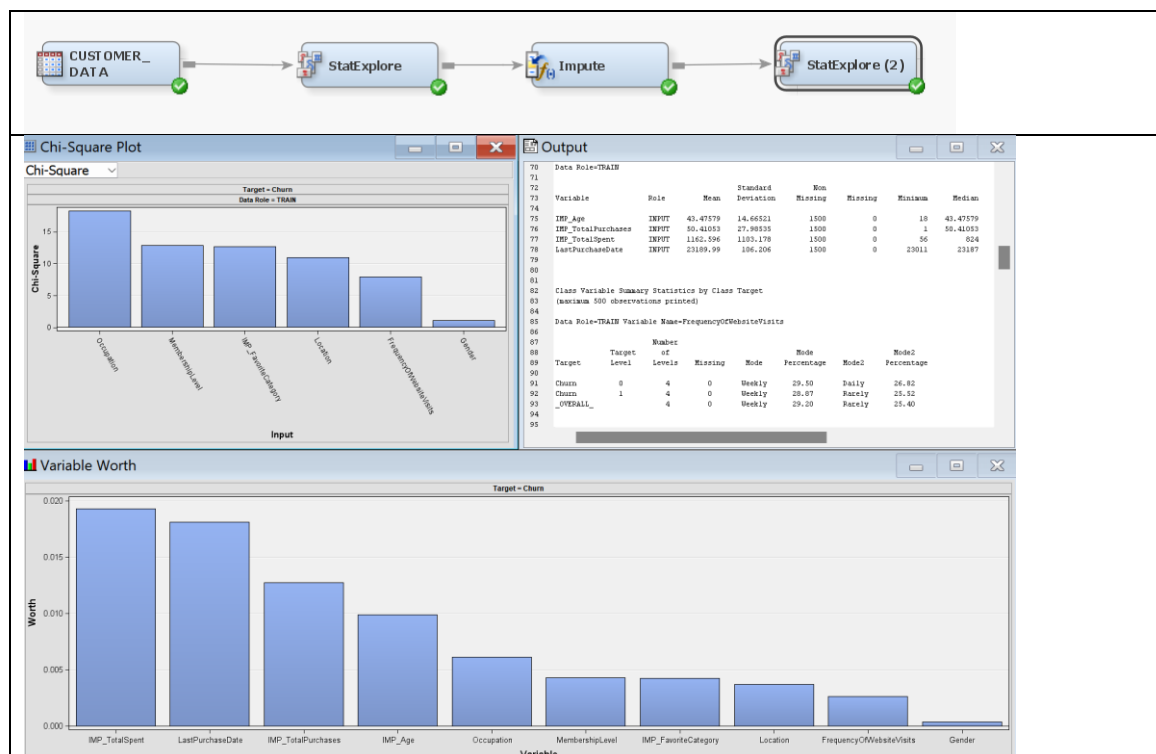 CUSTOMER_
DATA
StatExplore
Impute
StatExplore (2)
Chi-Square Plot
Chi-Square
Target = Churn
Data Role = TRAIN
Chi-Square
15
10
5
0
Occupation
MembershipLevel
IMP_FavoriteCategory
Location
FrequencyOfWebsiteVisits
Gender
Input
Output
70 Data Role=TRAIN
71
72 Standard Non
73 Variable Role Mean Deviation Missing Missing Minimum Median
74
75 IMP_Age INPUT 43.47579 14.66521 1500 0 18 43.47579
76 IMP_TotalPurchases INPUT 50.41053 27.98535 1500 0 1 50.41053
77 IMP_TotalSpent INPUT 1162.596 1183.178 1500 0 56 824
78 LastPurchaseDate INPUT 23189.99 106.206 1500 0 23011 23187
79
80
81
82 Class Variable Summary Statistics by Class Target
83 (maximum 500 observations printed)
84
85 Data Role=TRAIN Variable Name=FrequencyOfWebsiteVisits
86
87 Number
88 Target of Mode Mode2
89 Target Level Levels Missing Mode Percentage Mode2 Percentage
90
91 Churn 0 4 0 Weekly 29.50 Daily 26.82
92 Churn 1 4 0 Weekly 28.87 Rarely 25.52
93 _OVERALL_ 4 0 Weekly 29.20 Rarely 25.40
94
95
Variable Worth
Target = Churn
Worth
0.020
0.015
0.010
0.005
0.000
IMP_TotalSpent LastPurchaseDate IMP_TotalPurchases IMP_Age Occupation MembershipLevel IMP_FavoriteCategory Location FrequencyOfWebsiteVisits Gender
Variable